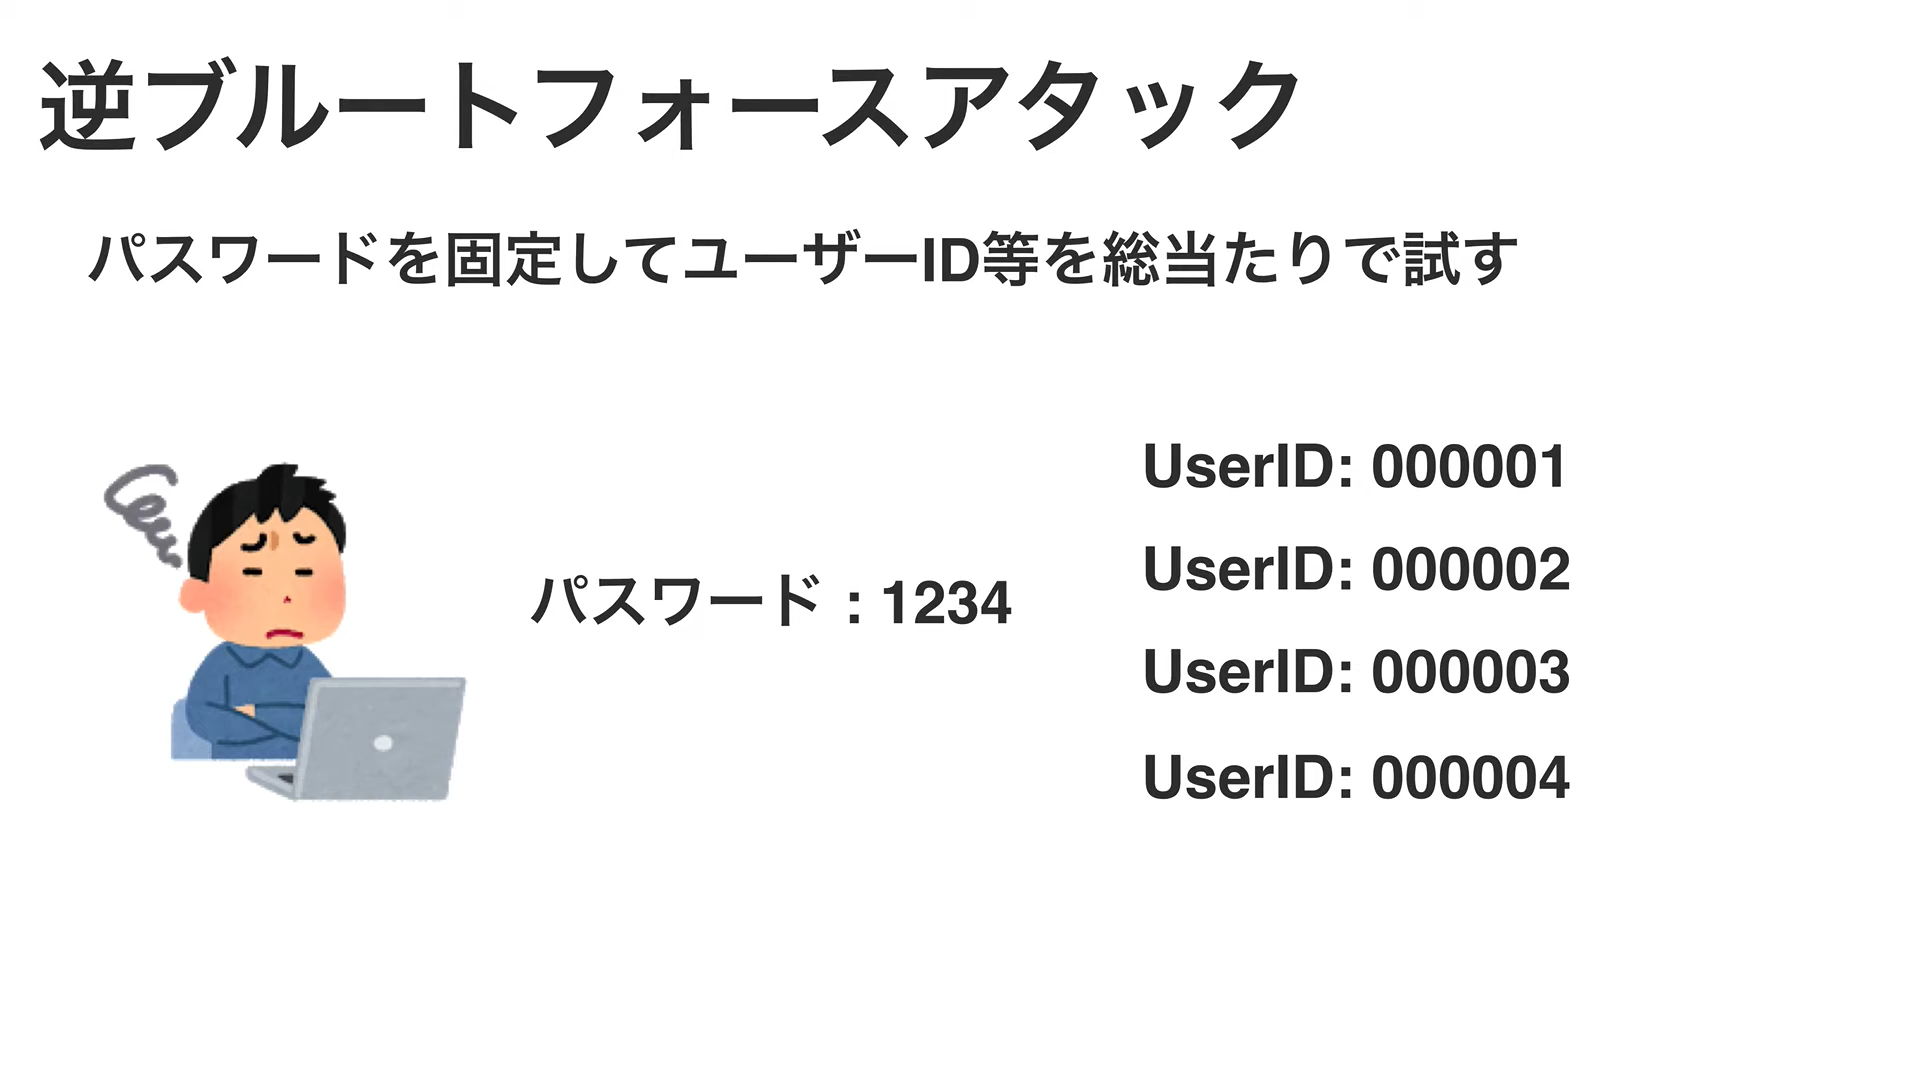 逆ブルートフォースアタック
パスワードを固定してユーザーID等を総当たりで試す
パスワード : 1234
UserID: 000001
UserID: 000002
UserID: 000003
UserID: 000004